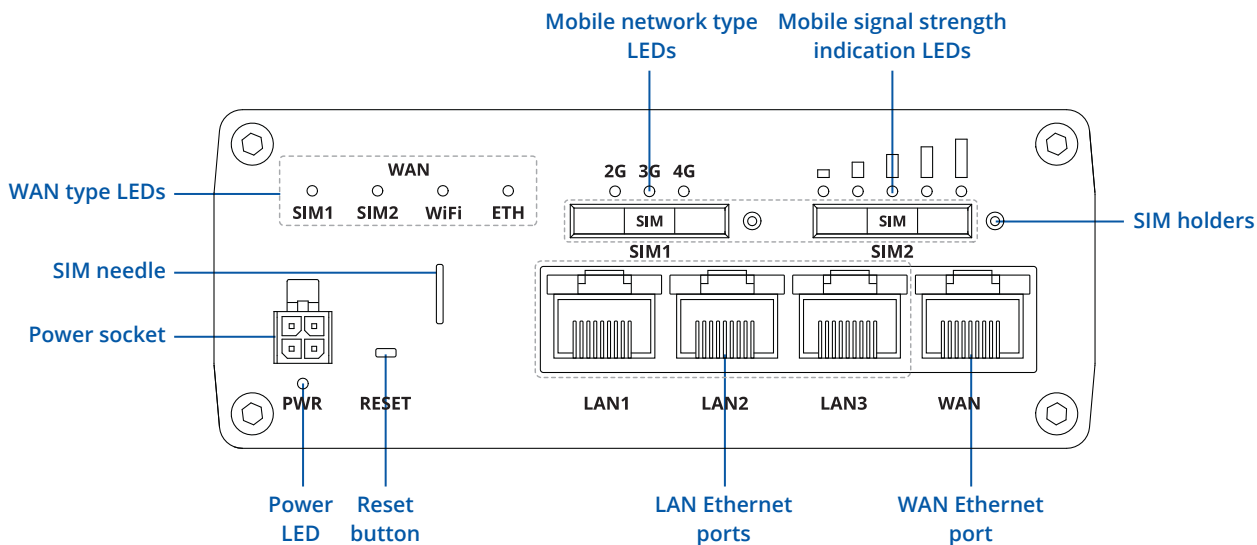 Mobile network type
LEDs
Mobile signal strength
indication LEDs
WAN
2G 3G 4G
WAN type LEDs
SIM1 SIM2 WiFi ETH
SIM
SIM
SIM holders
SIM1
SIM2
SIM needle
Power socket
PWR
RESET
LAN1
LAN2
LAN3
WAN
Power
LED
Reset
button
LAN Ethernet
ports
WAN Ethernet
port